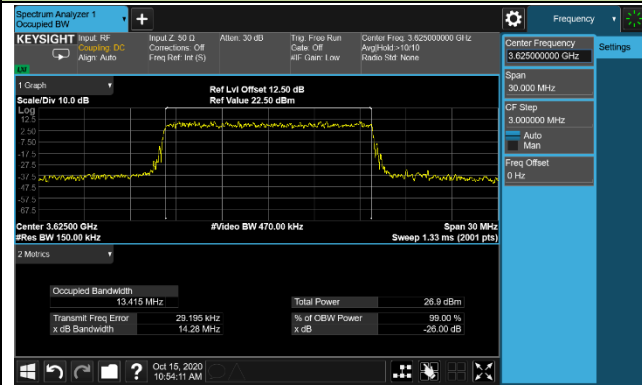 Spectrum Analyzer 1
Occupied BW
Frequency
KEYSIGHT
Input: RF
Coupling: DC
Align: Auto
Input Z: 50 Ω
Corrections: Off
Freq Ref: Int (S)
Atten: 30 dB
Trig: Free Run
Gate: Off
#IF Gain: Low
Center Freq: 3.625000000 GHz
Avg|Hold:>10/10
Radio Std: None
Center Frequency
3.625000000 GHz
Settings
Span
30.000 MHz
CF Step
3.000000 MHz
Auto
Man
Freq Offset
0 Hz
1 Graph
Scale/Div 10.0 dB
Ref Lvl Offset 12.50 dB
Ref Value 22.50 dBm
Log
12.5
2.50
-7.50
-17.5
-27.5
-37.5
-47.5
-57.5
-67.5
Center 3.62500 GHz
#Res BW 150.00 kHz
#Video BW 470.00 kHz
Span 30 MHz
Sweep 1.33 ms (2001 pts)
2 Metrics
Occupied Bandwidth
13.415 MHz
Total Power 26.9 dBm
Transmit Freq Error 29.195 kHz
% of OBW Power 99.00 %
x dB Bandwidth 14.28 MHz
x dB -26.00 dB
Oct 15, 2020
10:54:11 AM